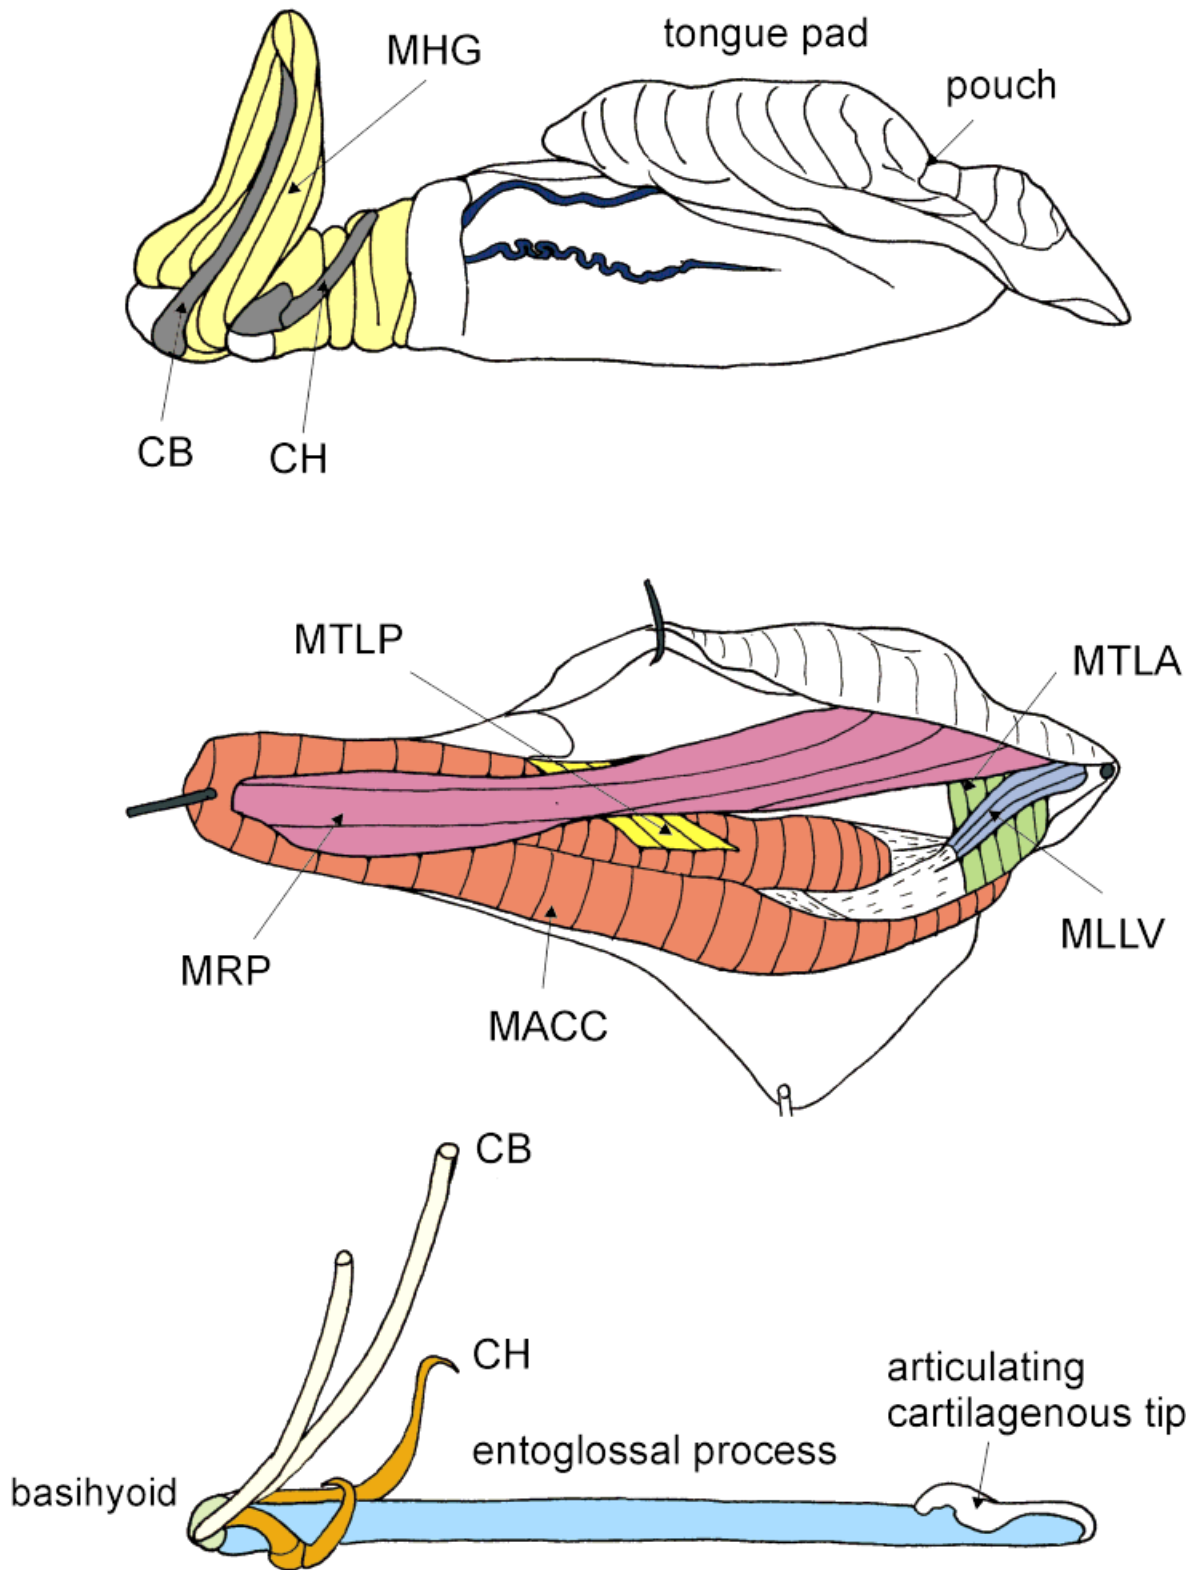 tongue pad
MHG
pouch
CB
CH
MTLP
MTLA
MRP
MACC
MLLV
CB
CH
articulating
cartilagenous tip
entoglossal process
basihyoid